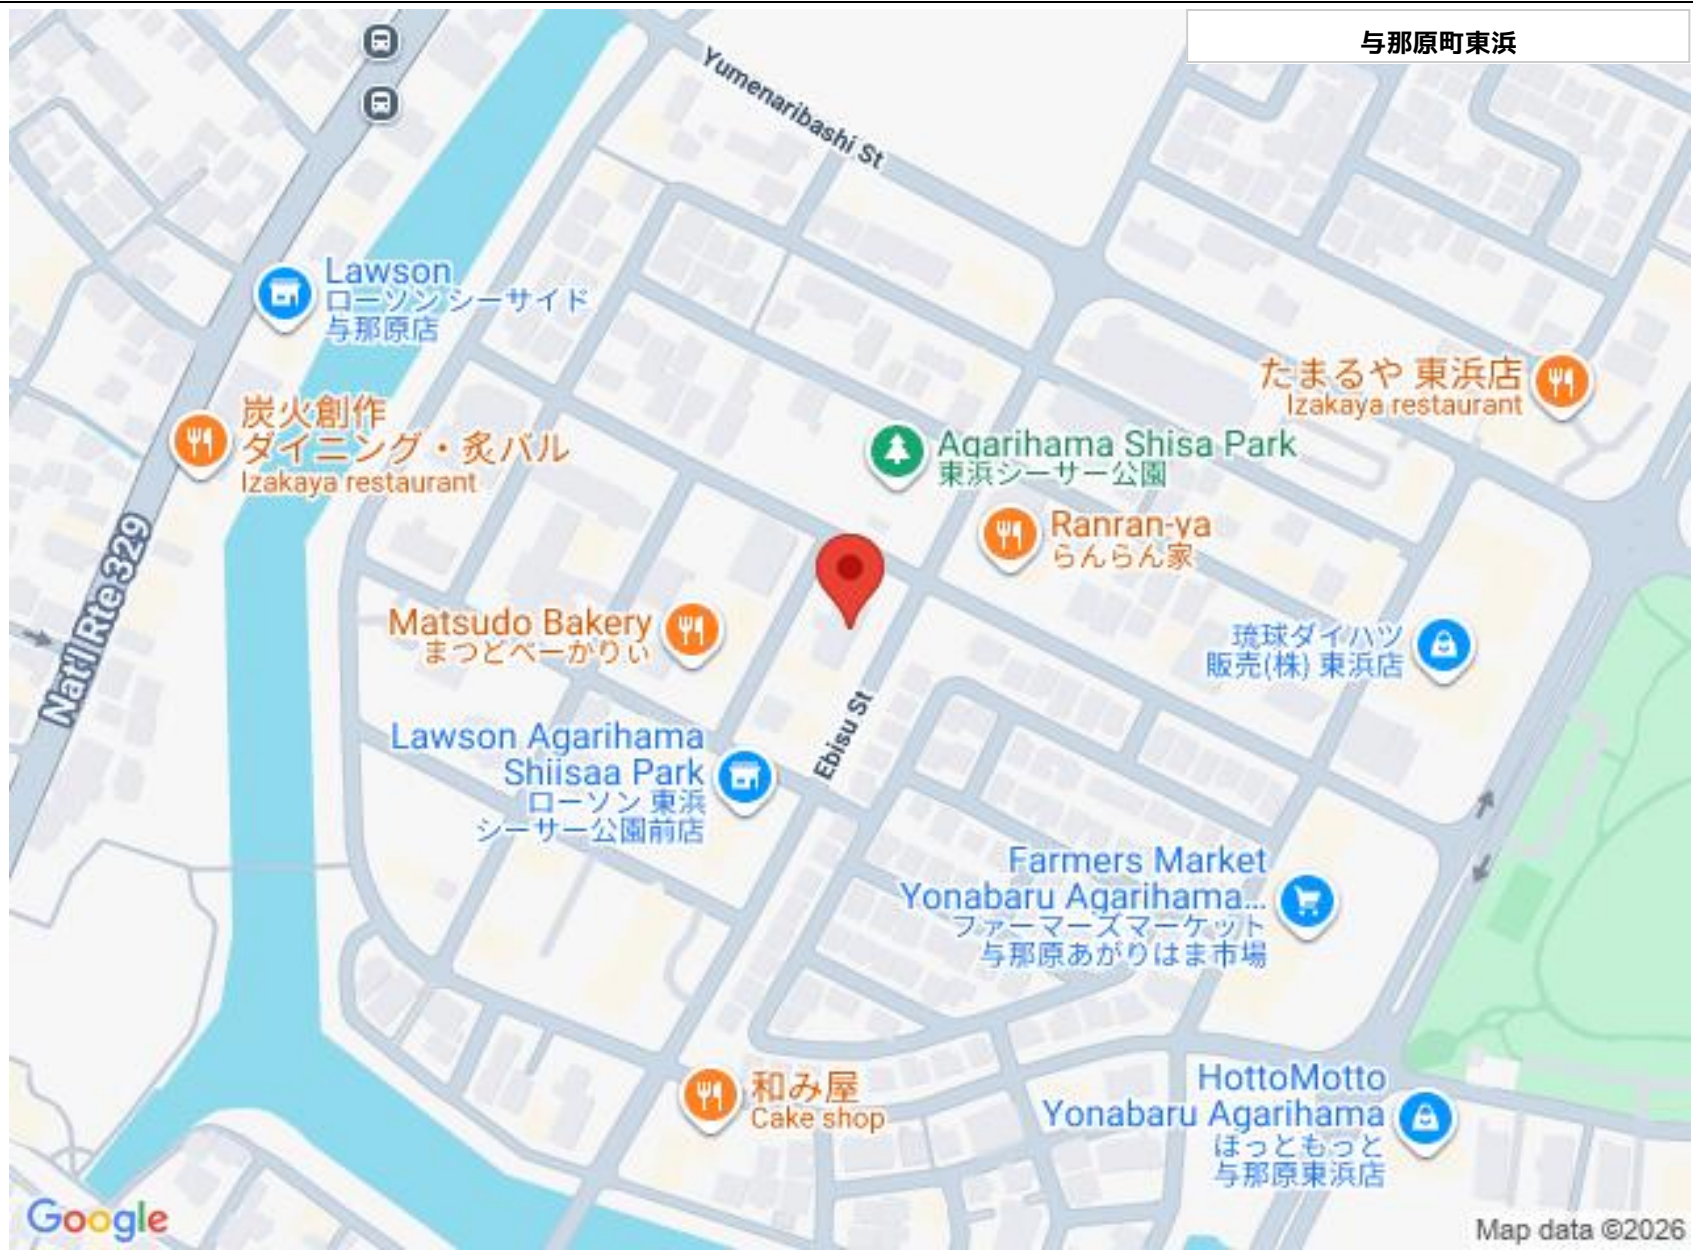 与那原町東浜
Yumenaribashi St
Lawson
ローソン シーサイド
与那原店
炭火創作
ダイニング・炙バル
Izakaya restaurant
たまるや 東浜店
Izakaya restaurant
Agarihama Shisa Park
東浜シーサー公園
Ranran-ya
らんらん家
Nat'l Rte 329
Matsudo Bakery
まつどべーかりぃ
琉球ダイハツ
販売(株) 東浜店
Ebisu St
Lawson Agarihama
Shiisaa Park
ローソン 東浜
シーサー公園前店
Farmers Market
Yonabaru Agarihama...
ファーマーズマーケット
与那原あがりはま市場
和み屋
Cake shop
HottoMotto
Yonabaru Agarihama
ほっともっと
与那原東浜店
Google
Map data ©2026